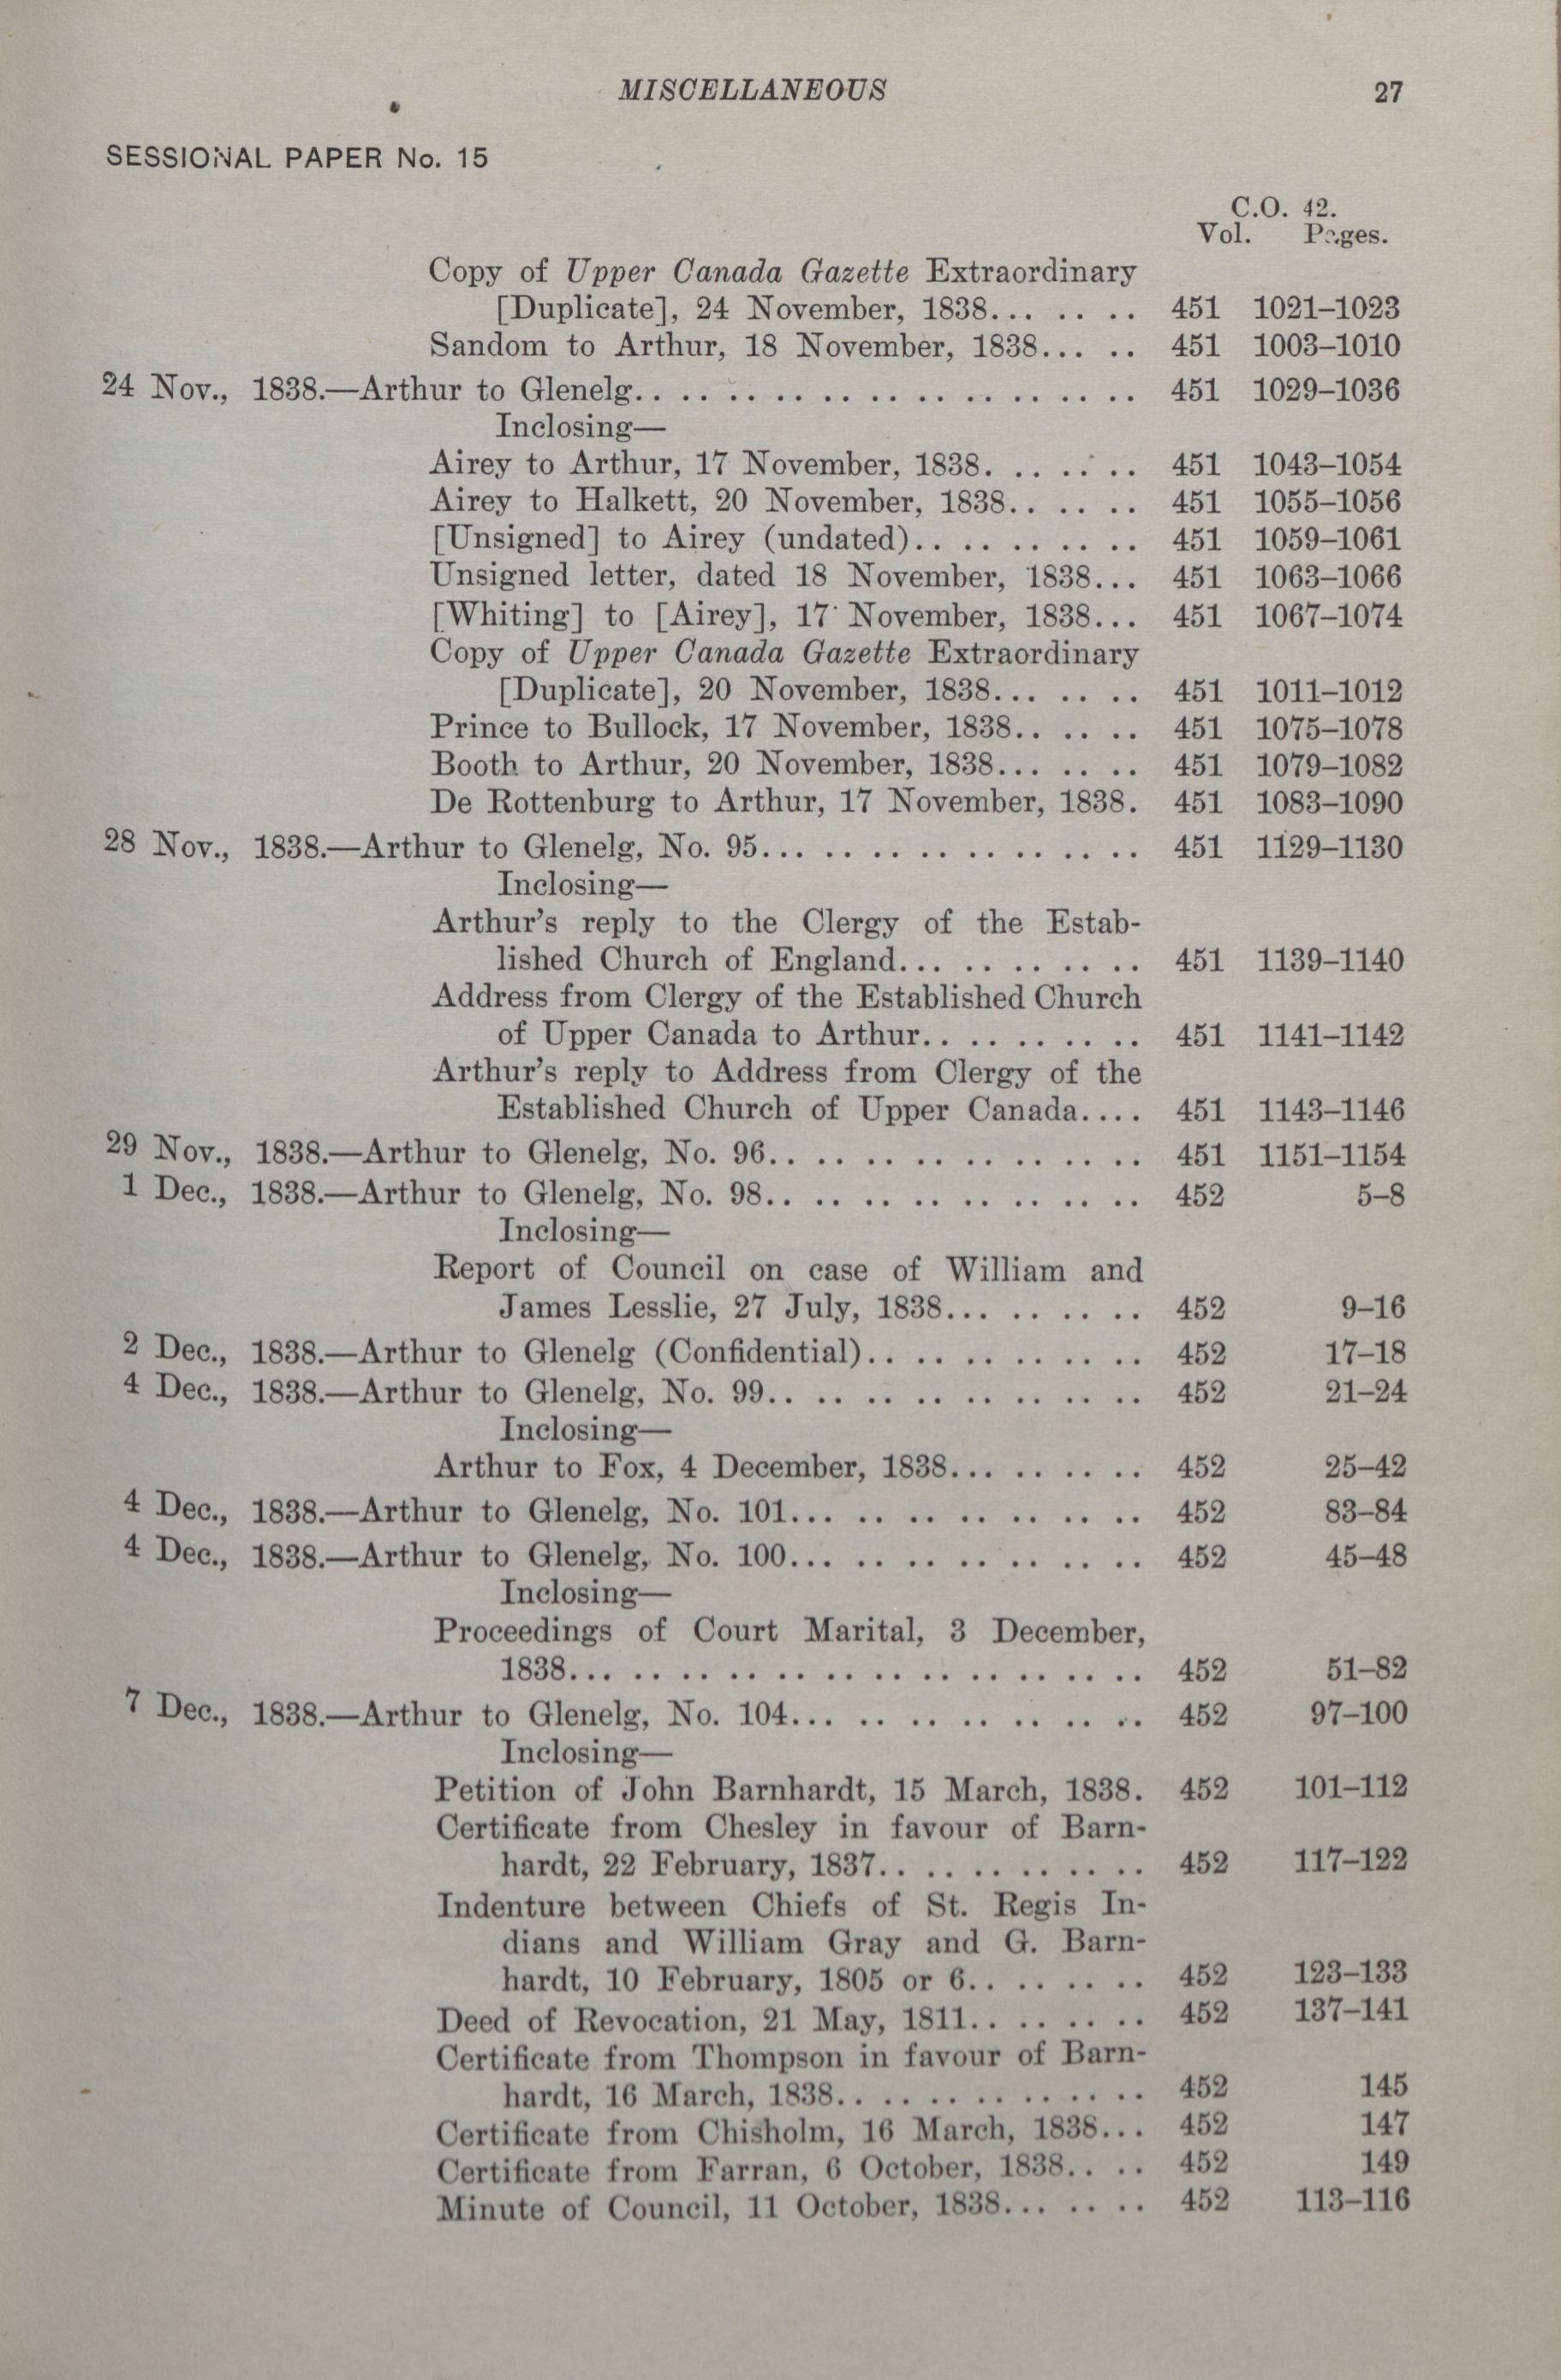 MISCELLANEOUS 27
SESSIONAL PAPER No. 15
C.O. 42.
Vol. Pages.
Copy of Upper Canada Gazette Extraordinary
[Duplicate], 24 November, 1838... .. .. .. 451 1021–1023
Sandom to Arthur, 18 November, 1838... .. 451 1003–1010
24 Nov., 1838.—Arthur to Glenelg.. .. .. .. .. .. .. .. .. .. .. 451 1029–1036
Inclosing—
Airey to Arthur, 17 November, 1838. .. .. .. 451 1043–1054
Airey to Halkett, 20 November, 1838.. .. .. 451 1055–1056
[Unsigned] to Airey (undated).. .. .. .. .. 451 1059–1061
Unsigned letter, dated 18 November, 1838... 451 1063–1066
[Whiting] to [Airey], 17 November, 1838... 451 1067–1074
Copy of Upper Canada Gazette Extraordinary
[Duplicate], 20 November, 1838... .. .. .. 451 1011–1012
Prince to Bullock, 17 November, 1838.. .. .. 451 1075–1078
Booth to Arthur, 20 November, 1838... .. .. 451 1079–1082
De Rottenburg to Arthur, 17 November, 1838. 451 1083–1090
28 Nov., 1838.—Arthur to Glenelg, No. 95... .. .. .. .. .. .. .. 451 1129–1130
Inclosing—
Arthur's reply to the Clergy of the Estab-
lished Church of England... .. .. .. .. .. 451 1139–1140
Address from Clergy of the Established Church
of Upper Canada to Arthur.. .. .. .. .. 451 1141–1142
Arthur's reply to Address from Clergy of the
Established Church of Upper Canada.... 451 1143–1146
29 Nov., 1838.—Arthur to Glenelg, No. 96.. .. .. .. .. .. .. .. 451 1151–1154
1 Dec., 1838.—Arthur to Glenelg, No. 98.. .. .. .. .. .. .. .. 452 5–8
Inclosing—
Report of Council on case of William and
James Lesslie, 27 July, 1838... .. .. .. .. 452 9–16
2 Dec., 1838.—Arthur to Glenelg (Confidential).. .. .. .. .. .. 452 17–18
4 Dec., 1838.—Arthur to Glenelg, No. 99.. .. .. .. .. .. .. .. 452 21–24
Inclosing—
Arthur to Fox, 4 December, 1838... .. .. .. .. 452 25–42
4 Dec., 1838.—Arthur to Glenelg, No. 101... .. .. .. .. .. .. .. 452 83–84
4 Dec., 1838.—Arthur to Glenelg, No. 100... .. .. .. .. .. .. .. 452 45–48
Inclosing—
Proceedings of Court Marital, 3 December,
1838... .. .. .. .. .. .. .. .. .. .. .. 452 51–82
7 Dec., 1838.—Arthur to Glenelg, No. 104... .. .. .. .. .. .. .. 452 97–100
Inclosing—
Petition of John Barnhardt, 15 March, 1838. 452 101–112
Certificate from Chesley in favour of Barn-
hardt, 22 February, 1837.. .. .. .. .. .. 452 117–122
Indenture between Chiefs of St. Regis In-
dians and William Gray and G. Barn-
hardt, 10 February, 1805 or 6.. .. .. .. 452 123–133
Deed of Revocation, 21 May, 1811.. .. .. .. 452 137–141
Certificate from Thompson in favour of Barn-
hardt, 16 March, 1838.. .. .. .. .. .. .. 452 145
Certificate from Chisholm, 16 March, 1838... 452 147
Certificate from Farran, 6 October, 1838.. .. 452 149
Minute of Council, 11 October, 1838... .. .. .. 452 113–116